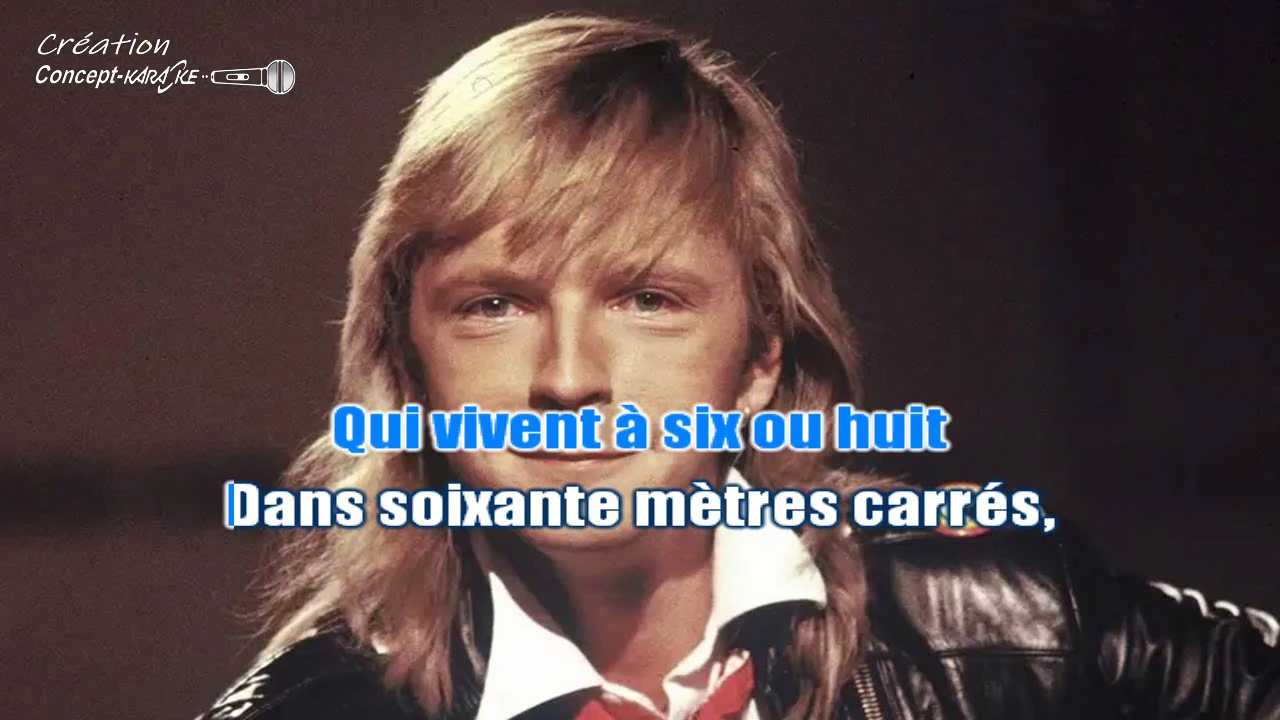 Création
Concept-KARAOKE
Qui vivent à six ou huit
Dans soixante mètres carrés,